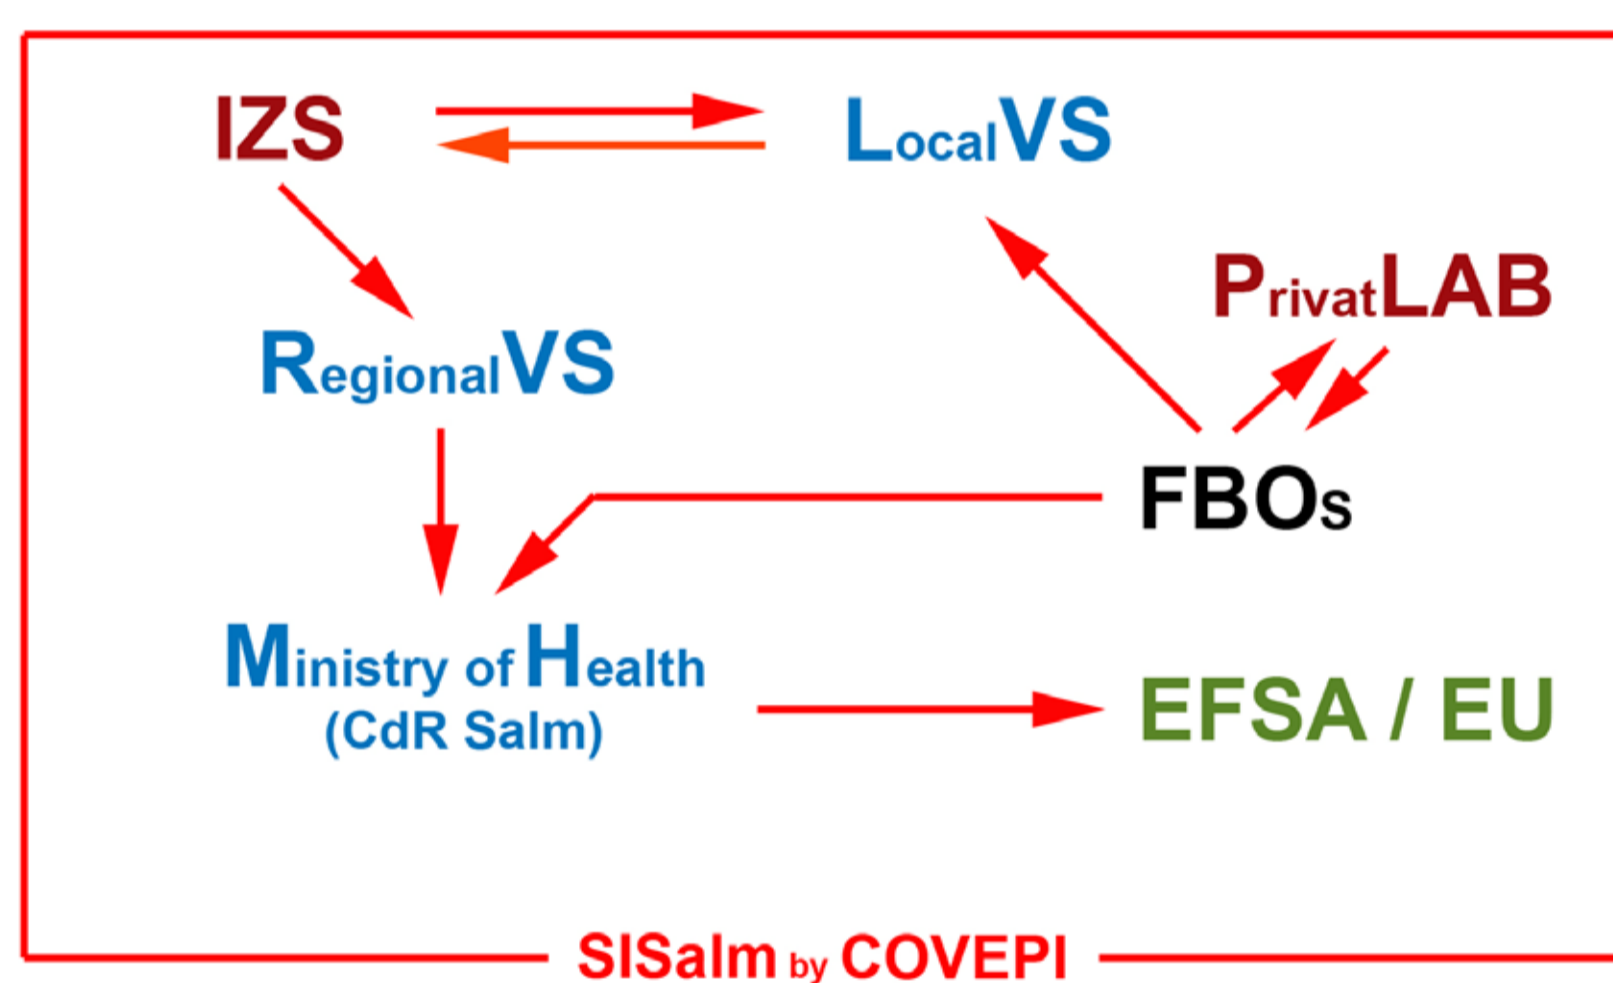 IZS
LocalVS
PrivatLAB
RegionalVS
FBOs
Ministry of Health
(CdR Salm)
EFSA / EU
SISalm by COVEPI